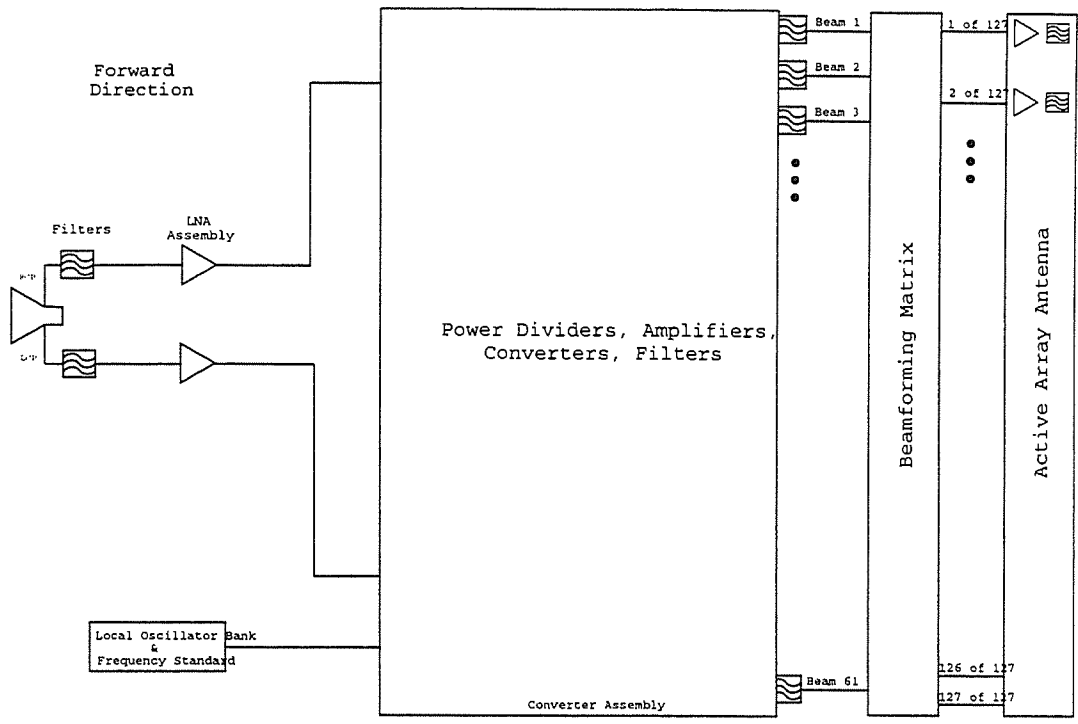 Forward
Direction
Filters
LNA
Assembly
Local Oscillator Bank
&
Frequency Standard
Power Dividers, Amplifiers,
Converters, Filters
Converter Assembly
Beam 1
Beam 2
Beam 3
Beam 61
Beamforming Matrix
1 of 127
2 of 127
126 of 127
127 of 127
Active Array Antenna